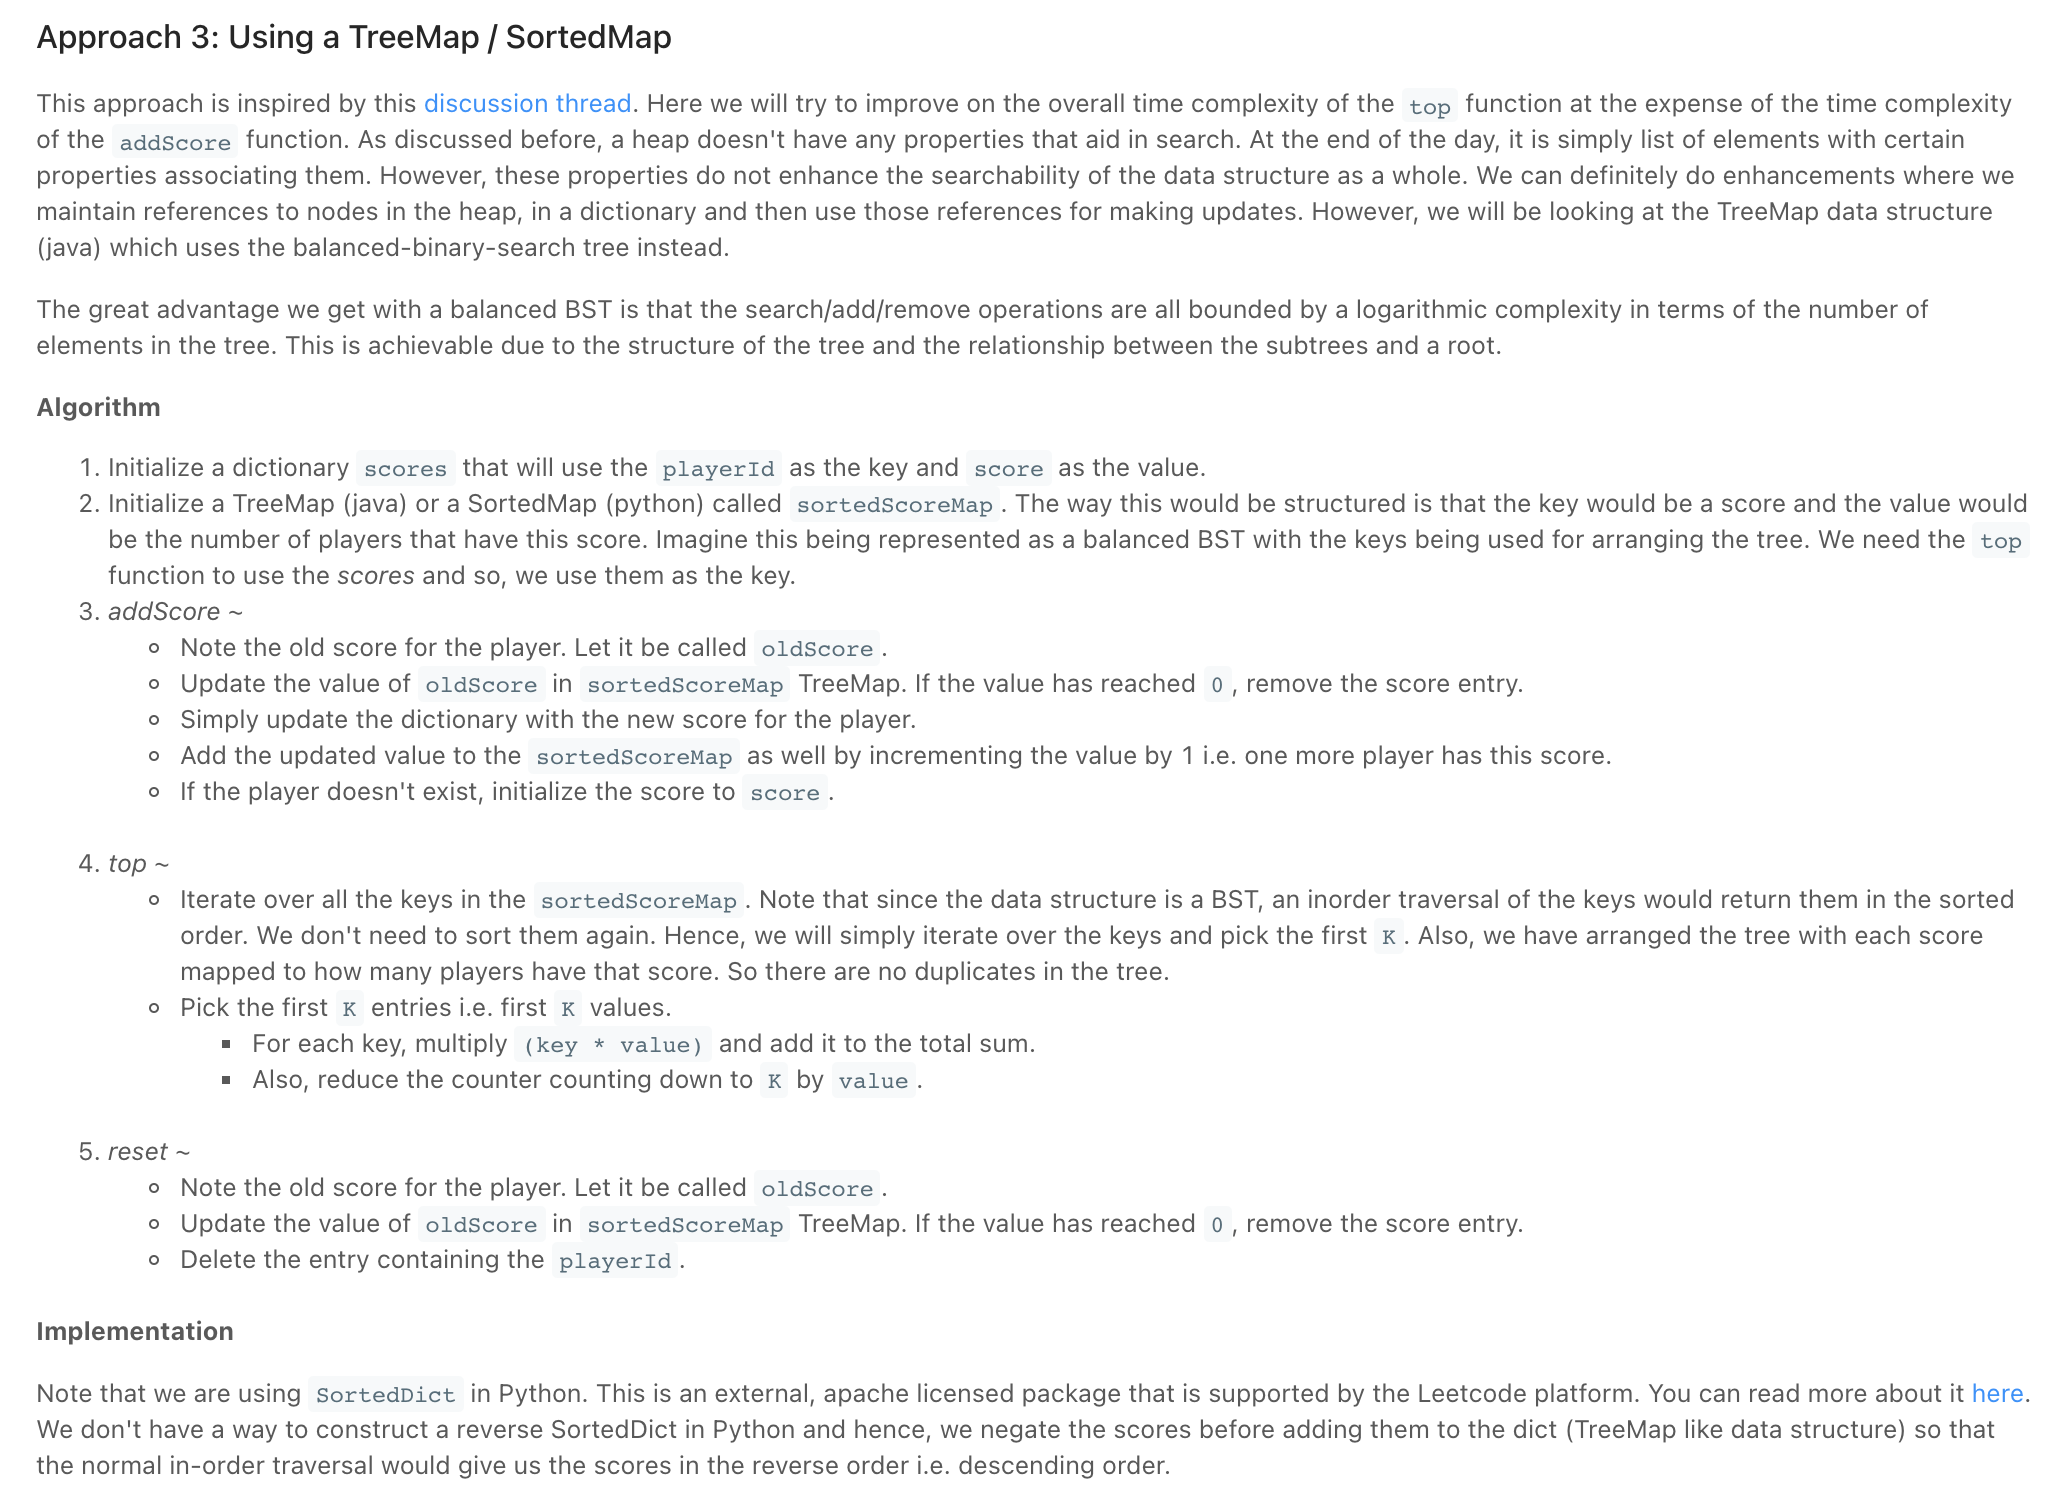 Approach 3: Using a TreeMap / SortedMap
This approach is inspired by this discussion thread. Here we will try to improve on the overall time complexity of the top function at the expense of the time complexity
of the addScore function. As discussed before, a heap doesn't have any properties that aid in search. At the end of the day, it is simply list of elements with certain
properties associating them. However, these properties do not enhance the searchability of the data structure as a whole. We can definitely do enhancements where we
maintain references to nodes in the heap, in a dictionary and then use those references for making updates. However, we will be looking at the TreeMap data structure
(java) which uses the balanced-binary-search tree instead.
The great advantage we get with a balanced BST is that the search/add/remove operations are all bounded by a logarithmic complexity in terms of the number of
elements in the tree. This is achievable due to the structure of the tree and the relationship between the subtrees and a root.
Algorithm
1. Initialize a dictionary scores that will use the playerId as the key and score as the value.
2. Initialize a TreeMap (java) or a SortedMap (python) called sortedScoreMap. The way this would be structured is that the key would be a score and the value would
be the number of players that have this score. Imagine this being represented as a balanced BST with the keys being used for arranging the tree. We need the top
function to use the scores and so, we use them as the key.
3. addScore ~
Note the old score for the player. Let it be called oldScore.
Update the value of oldScore in sortedScoreMap TreeMap. If the value has reached 0, remove the score entry.
Simply update the dictionary with the new score for the player.
Add the updated value to the sortedScoreMap as well by incrementing the value by 1 i.e. one more player has this score.
If the player doesn't exist, initialize the score to score.
4. top ~
Iterate over all the keys in the sortedScoreMap. Note that since the data structure is a BST, an inorder traversal of the keys would return them in the sorted
order. We don't need to sort them again. Hence, we will simply iterate over the keys and pick the first K. Also, we have arranged the tree with each score
mapped to how many players have that score. So there are no duplicates in the tree.
Pick the first K entries i.e. first K values.
For each key, multiply (key * value) and add it to the total sum.
Also, reduce the counter counting down to K by value.
5. reset ~
Note the old score for the player. Let it be called oldScore.
Update the value of oldScore in sortedScoreMap TreeMap. If the value has reached 0, remove the score entry.
Delete the entry containing the playerId.
Implementation
Note that we are using SortedDict in Python. This is an external, apache licensed package that is supported by the Leetcode platform. You can read more about it here.
We don't have a way to construct a reverse SortedDict in Python and hence, we negate the scores before adding them to the dict (TreeMap like data structure) so that
the normal in-order traversal would give us the scores in the reverse order i.e. descending order.